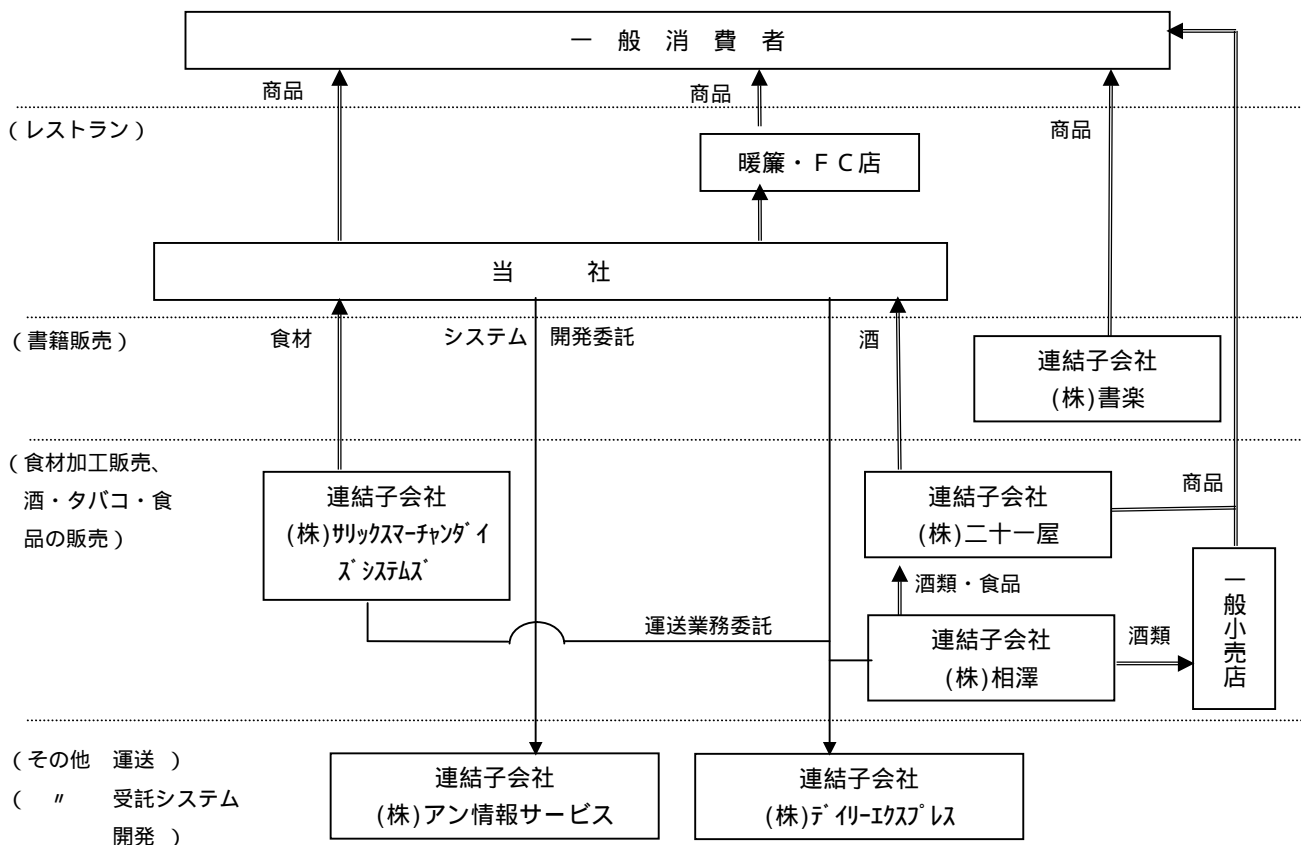 一 般 消 費 者
商品
商品
(レストラン)
商品
暖簾・ＦＣ店
当 社
(書籍販売)
食材
システム 開発委託
酒
連結子会社
(株)書楽
(食材加工販売、
酒・タバコ・食
品の販売)
連結子会社
(株)ｻﾘｯｸｽﾏｰﾁｬﾝﾀﾞｲ
ｽﾞｼｽﾃﾑｽﾞ
連結子会社
(株)二十一屋
商品
酒類・食品
一般小売店
運送業務委託
連結子会社
(株)相澤
酒類
(その他 運送 )
( 〃 受託システム
開発 )
連結子会社
(株)アン情報サービス
連結子会社
(株)ﾃﾞｲﾘｰｴｸｽﾌﾟﾚｽ